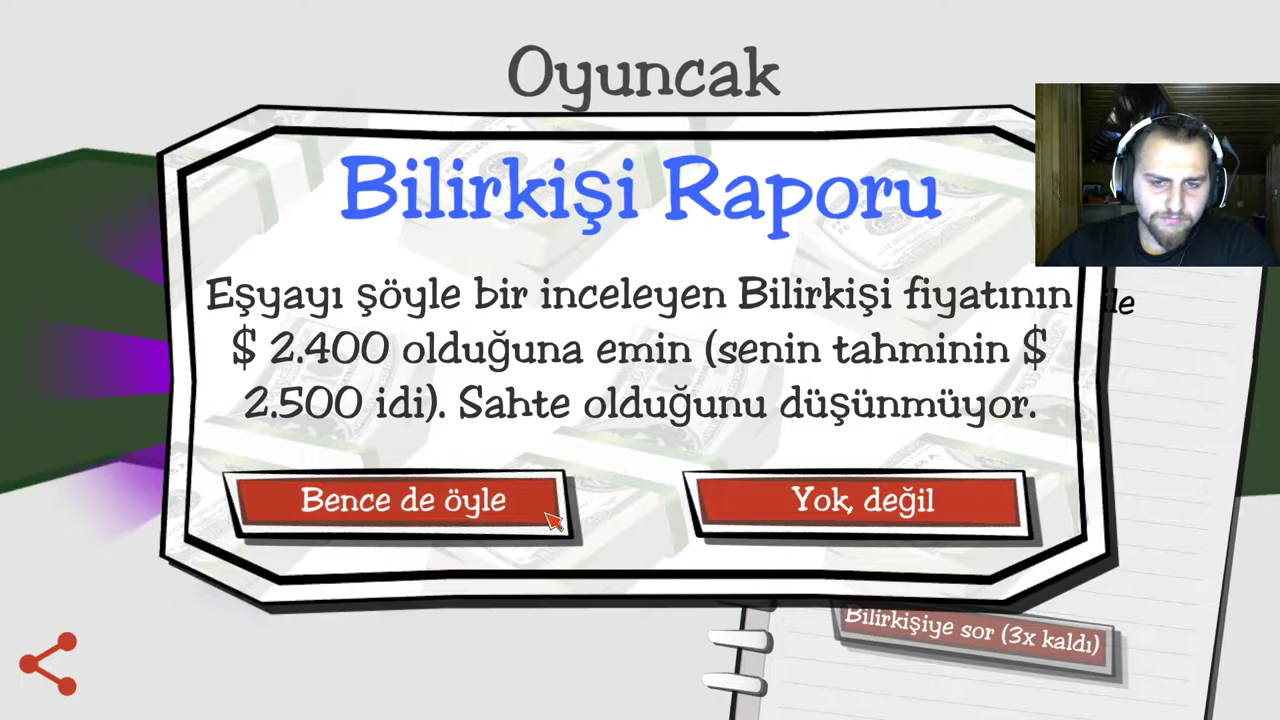 Oyuncak
Bilirkişi Raporu
Eşyayı şöyle bir inceleyen Bilirkişi fiyatının
$ 2.400 olduğuna emin (senin tahminin $
2.500 idi). Sahte olduğunu düşünmüyor.
Bence de öyle
Yok, değil
Bilirkişiye sor (3x kaldı)